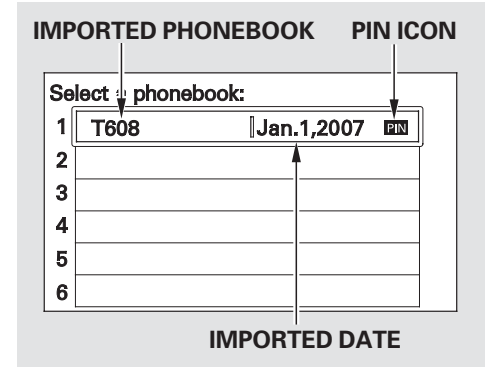 IMPORTED PHONEBOOK PIN ICON
Select a phonebook:
1 T608 Jan.1,2007 PIN
2
3
4
5
6
IMPORTED DATE